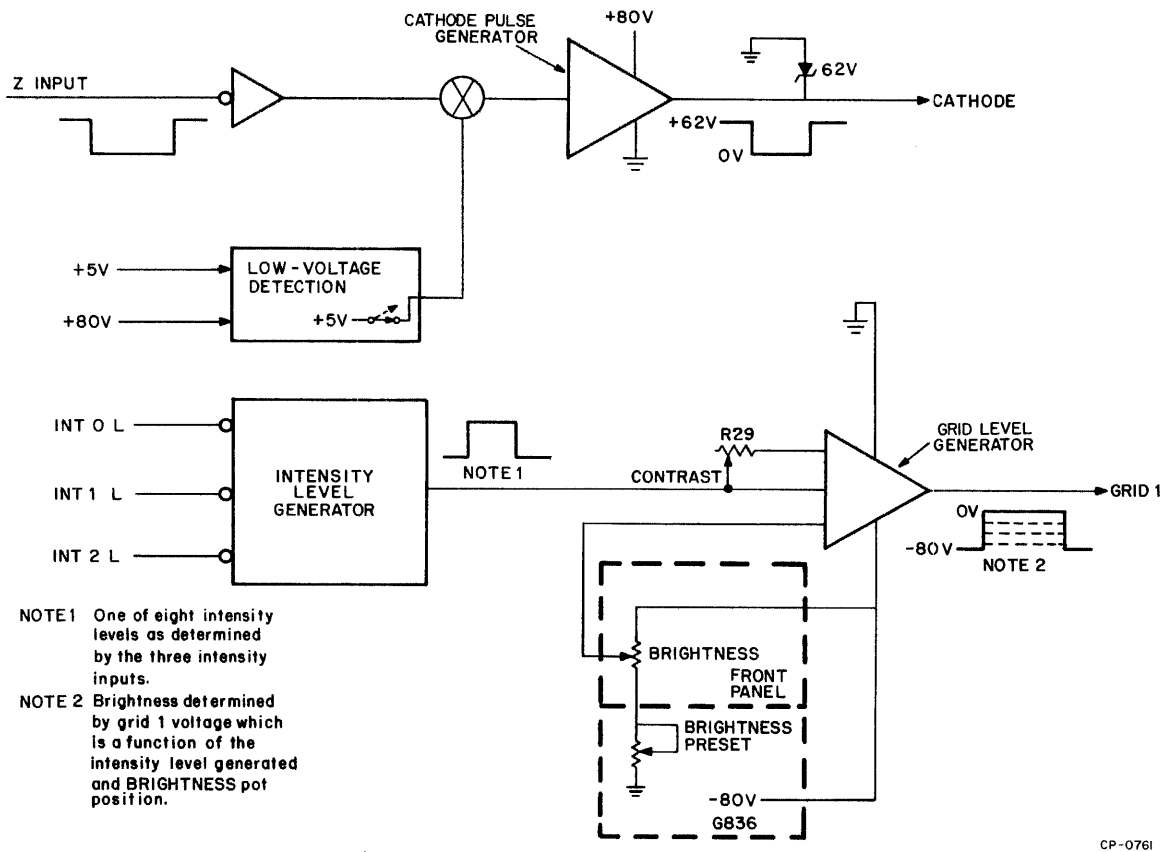 CATHODE PULSE
GENERATOR
+80V
Z INPUT
62V
CATHODE
+62V
0V
+5V
+80V
LOW-VOLTAGE
DETECTION
+5V
INT 0 L
INT 1 L
INT 2 L
INTENSITY
LEVEL
GENERATOR
NOTE 1
R29
CONTRAST
GRID LEVEL
GENERATOR
GRID 1
0V
-80V
NOTE 2
BRIGHTNESS
FRONT
PANEL
BRIGHTNESS
PRESET
-80V
G836
NOTE 1 One of eight intensity
levels as determined
by the three intensity
inputs.
NOTE 2 Brightness determined
by grid 1 voltage which
is a function of the
intensity level generated
and BRIGHTNESS pot
position.
CP-0761